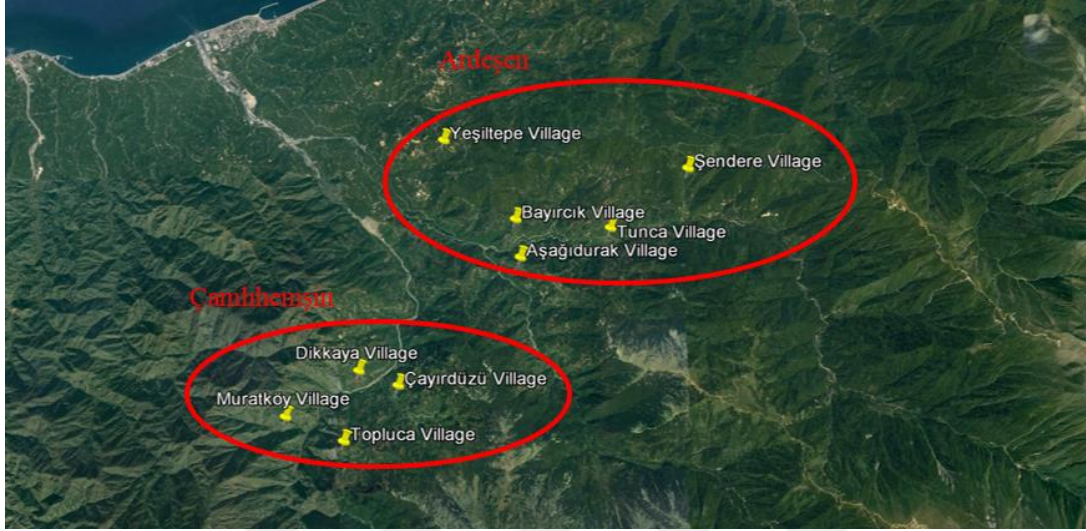 Ardeşen
Yeşiltepe Village
Şendere Village
Bayırcık Village
Tunca Village
Aşağıdurak Village
Çamlıhemşin
Dikkaya Village
Çayırdüzü Village
Muratköy Village
Topluca Village